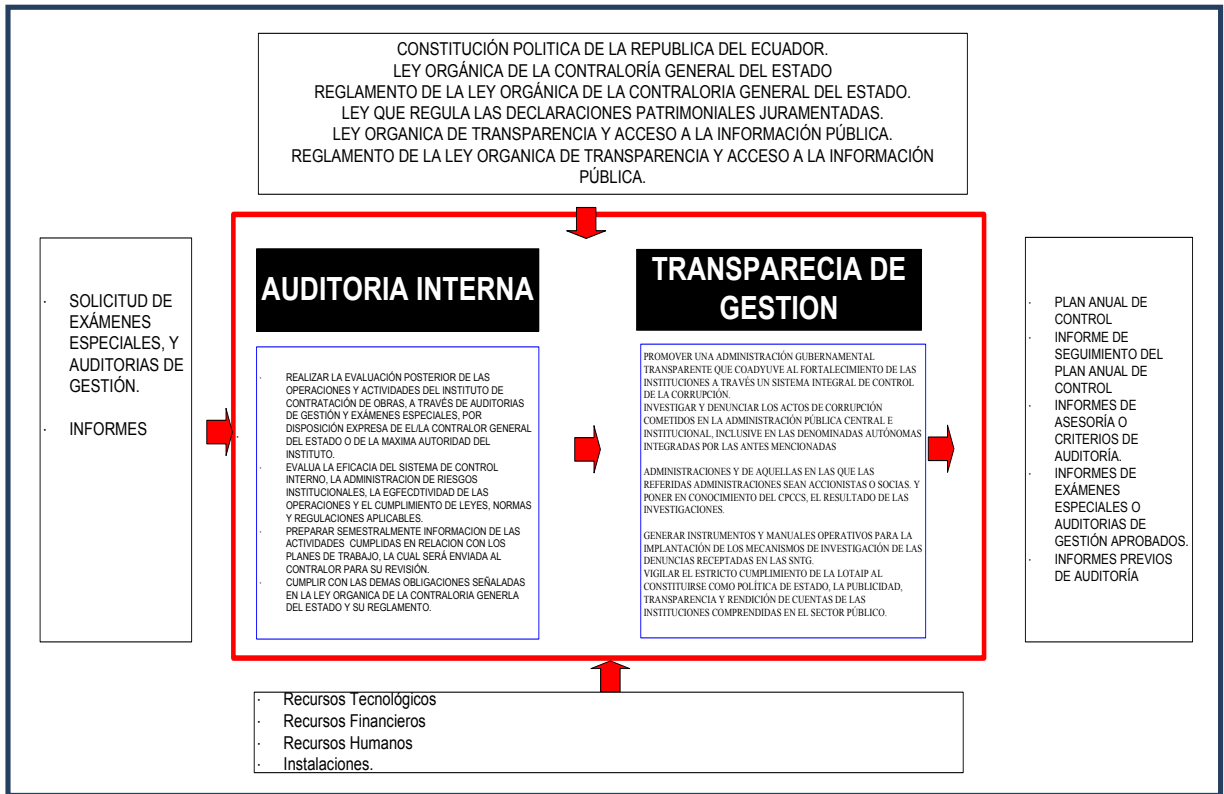 CONSTITUCIÓN POLITICA DE LA REPUBLICA DEL ECUADOR.
LEY ORGÁNICA DE LA CONTRALORÍA GENERAL DEL ESTADO
REGLAMENTO DE LA LEY ORGÁNICA DE LA CONTRALORIA GENERAL DEL ESTADO.
LEY QUE REGULA LAS DECLARACIONES PATRIMONIALES JURAMENTADAS.
LEY ORGANICA DE TRANSPARENCIA Y ACCESO A LA INFORMACIÓN PÚBLICA.
REGLAMENTO DE LA LEY ORGANICA DE TRANSPARENCIA Y ACCESO A LA INFORMACIÓN
PÚBLICA.
· SOLICITUD DE
EXÁMENES
ESPECIALES, Y
AUDITORIAS DE
GESTIÓN.
· INFORMES
AUDITORIA INTERNA
· REALIZAR LA EVALUACIÓN POSTERIOR DE LAS
OPERACIONES Y ACTIVIDADES DEL INSTITUTO DE
CONTRATACIÓN DE OBRAS, A TRAVÉS DE AUDITORIAS
DE GESTIÓN Y EXÁMENES ESPECIALES, POR
DISPOSICIÓN EXPRESA DE EL/LA CONTRALOR GENERAL
DEL ESTADO O DE LA MAXIMA AUTORIDAD DEL
INSTITUTO.
· EVALUA LA EFICACIA DEL SISTEMA DE CONTROL
INTERNO, LA ADMINISTRACION DE RIESGOS
INSTITUCIONALES, LA EGFECDTIVIDAD DE LAS
OPERACIONES Y EL CUMPLIMIENTO DE LEYES, NORMAS
Y REGULACIONES APLICABLES.
· PREPARAR SEMESTRALMENTE INFORMACION DE LAS
ACTIVIDADES CUMPLIDAS EN RELACION CON LOS
PLANES DE TRABAJO, LA CUAL SERÁ ENVIADA AL
CONTRALOR PARA SU REVISIÓN.
· CUMPLIR CON LAS DEMAS OBLIGACIONES SEÑALADAS
EN LA LEY ORGANICA DE LA CONTRALORIA GENERLA
DEL ESTADO Y SU REGLAMENTO.
TRANSPARECIA DE
GESTION
PROMOVER UNA ADMINISTRACIÓN GUBERNAMENTAL
TRANSPARENTE QUE COADYUVE AL FORTALECIMIENTO DE LAS
INSTITUCIONES A TRAVÉS UN SISTEMA INTEGRAL DE CONTROL
DE LA CORRUPCIÓN.
INVESTIGAR Y DENUNCIAR LOS ACTOS DE CORRUPCIÓN
COMETIDOS EN LA ADMINISTRACIÓN PÚBLICA CENTRAL E
INSTITUCIONAL, INCLUSIVE EN LAS DENOMINADAS AUTÓNOMAS
INTEGRADAS POR LAS ANTES MENCIONADAS
ADMINISTRACIONES Y DE AQUELLAS EN LAS QUE LAS
REFERIDAS ADMINISTRACIONES SEAN ACCIONISTAS O SOCIAS. Y
PONER EN CONOCIMIENTO DEL CPCCS, EL RESULTADO DE LAS
INVESTIGACIONES.
GENERAR INSTRUMENTOS Y MANUALES OPERATIVOS PARA LA
IMPLANTACIÓN DE LOS MECANISMOS DE INVESTIGACIÓN DE LAS
DENUNCIAS RECEPTADAS EN LAS SNTG.
VIGILAR EL ESTRICTO CUMPLIMIENTO DE LA LOTAIP AL
CONSTITUIRSE COMO POLÍTICA DE ESTADO, LA PUBLICIDAD,
TRANSPARENCIA Y RENDICIÓN DE CUENTAS DE LAS
INSTITUCIONES COMPRENDIDAS EN EL SECTOR PÚBLICO.
· PLAN ANUAL DE
CONTROL
· INFORME DE
SEGUIMIENTO DEL
PLAN ANUAL DE
CONTROL
· INFORMES DE
ASESORÍA O
CRITERIOS DE
AUDITORÍA.
· INFORMES DE
EXÁMENES
ESPECIALES O
AUDITORIAS DE
GESTIÓN APROBADOS.
· INFORMES PREVIOS
DE AUDITORÍA
· Recursos Tecnológicos
· Recursos Financieros
· Recursos Humanos
· Instalaciones.